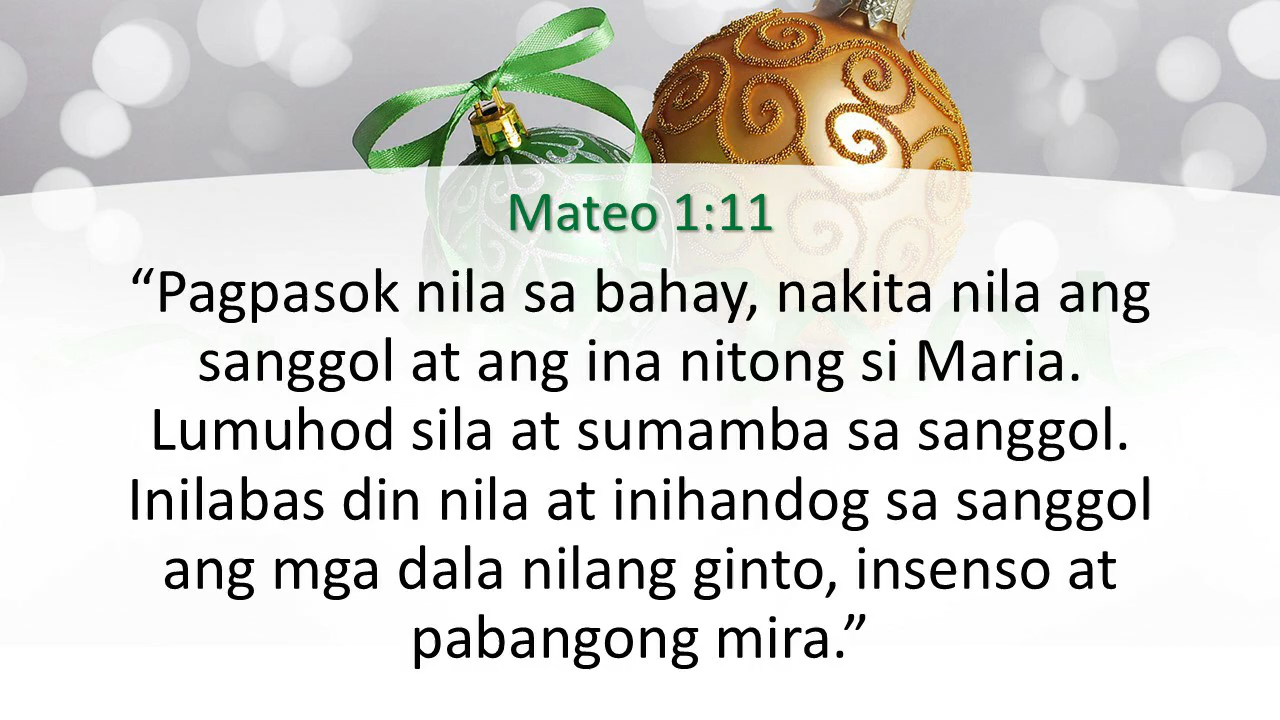 Mateo 1:11
“Pagpasok nila sa bahay, nakita nila ang
sanggol at ang ina nitong si Maria.
Lumuhod sila at sumamba sa sanggol.
Inilabas din nila at inihandog sa sanggol
ang mga dala nilang ginto, insenso at
pabangong mira.”